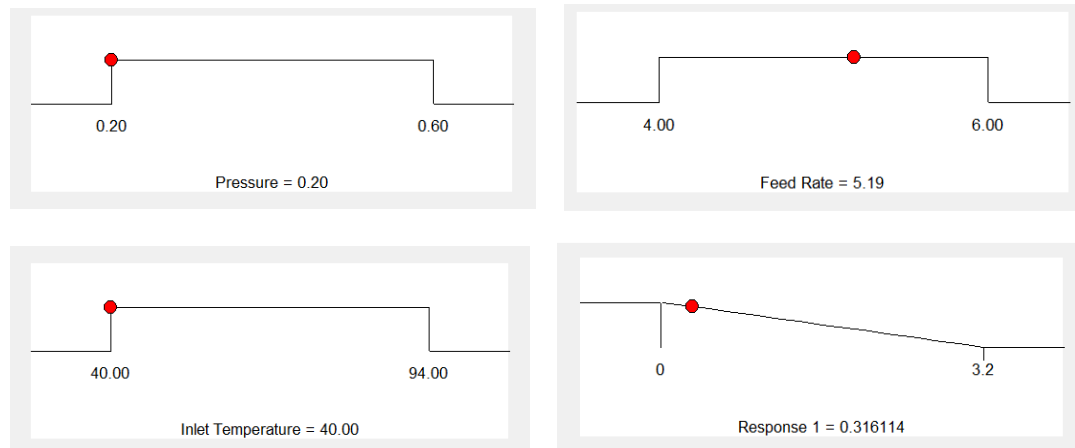 0.20 0.60
Pressure = 0.20
4.00 6.00
Feed Rate = 5.19
40.00 94.00
Inlet Temperature = 40.00
0 3.2
Response 1 = 0.316114